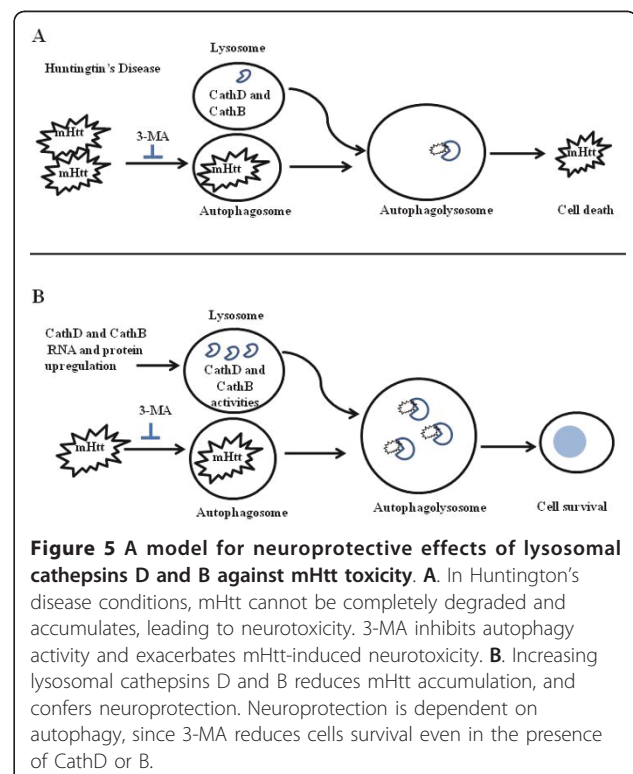 A
Huntingtin's Disease
Lysosome
CathD and
CathB
mHtt
mHtt
3-MA
mHtt
Autophagosome
Autophagolysosome
mHtt
Cell death
B
CathD and CathB
RNA and protein
upregulation
Lysosome
CathD and
CathB
activities
3-MA
mHtt
mHtt
Autophagosome
Autophagolysosome
Cell survival
Figure 5 A model for neuroprotective effects of lysosomal
cathepsins D and B against mHtt toxicity. A. In Huntington's
disease conditions, mHtt cannot be completely degraded and
accumulates, leading to neurotoxicity. 3-MA inhibits autophagy
activity and exacerbates mHtt-induced neurotoxicity. B. Increasing
lysosomal cathepsins D and B reduces mHtt accumulation, and
confers neuroprotection. Neuroprotection is dependent on
autophagy, since 3-MA reduces cells survival even in the presence
of CathD or B.